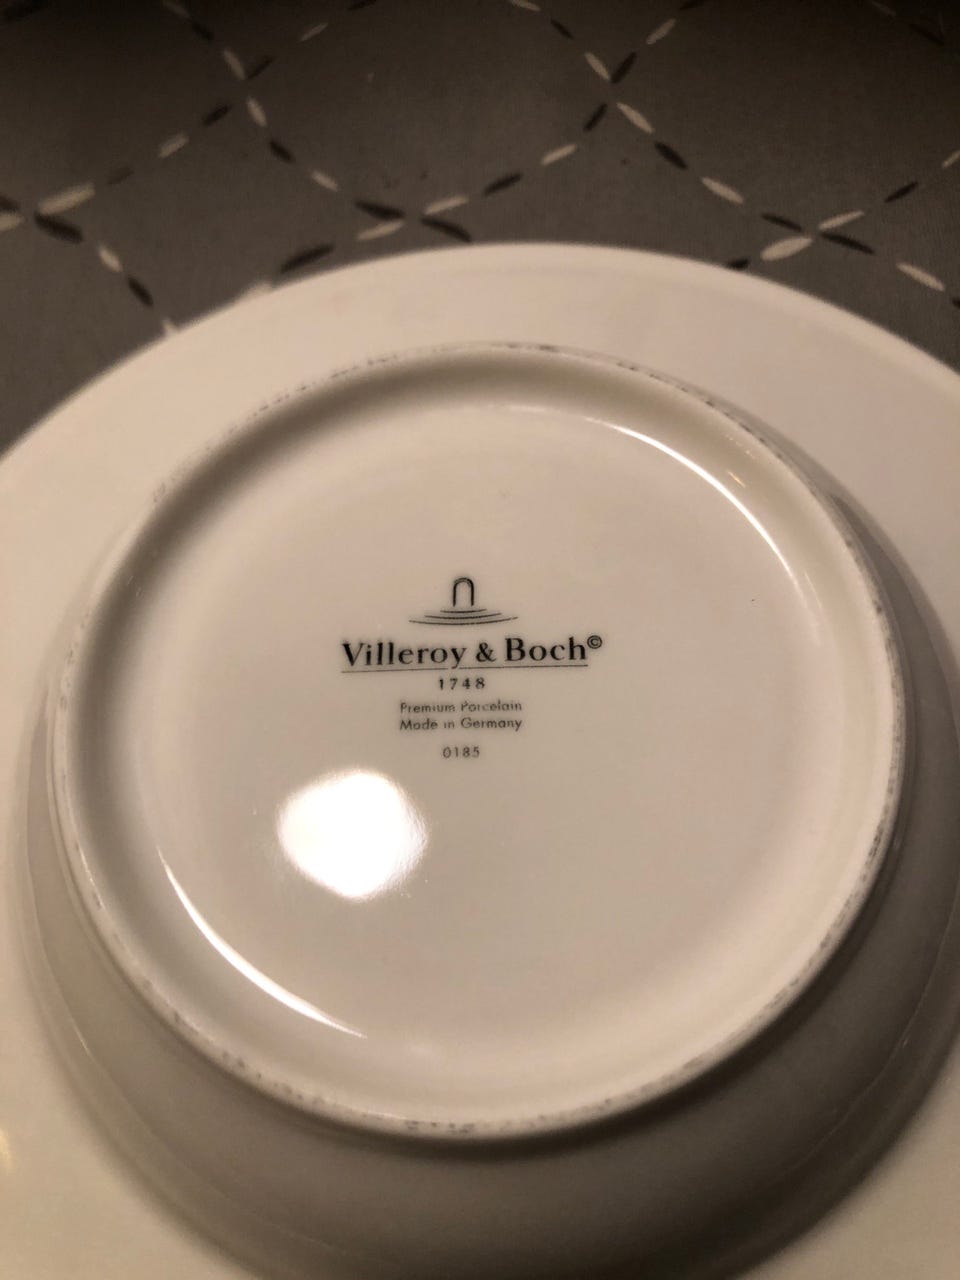 Villeroy & Boch©
1748
Premium Porcelain
Made in Germany
0185